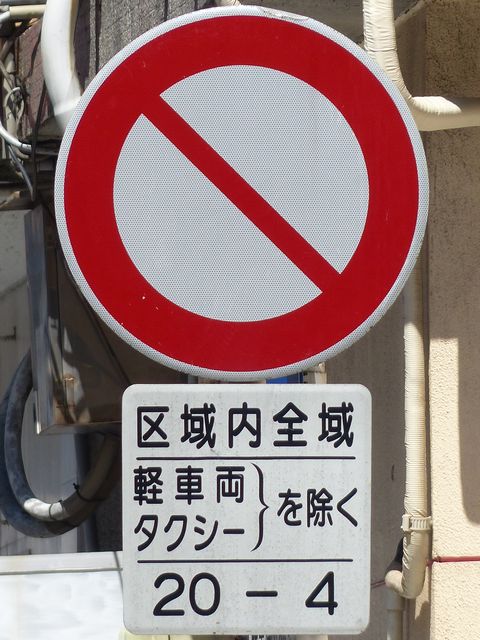 区域内全域
軽車両
タクシー } を除く
20 − 4